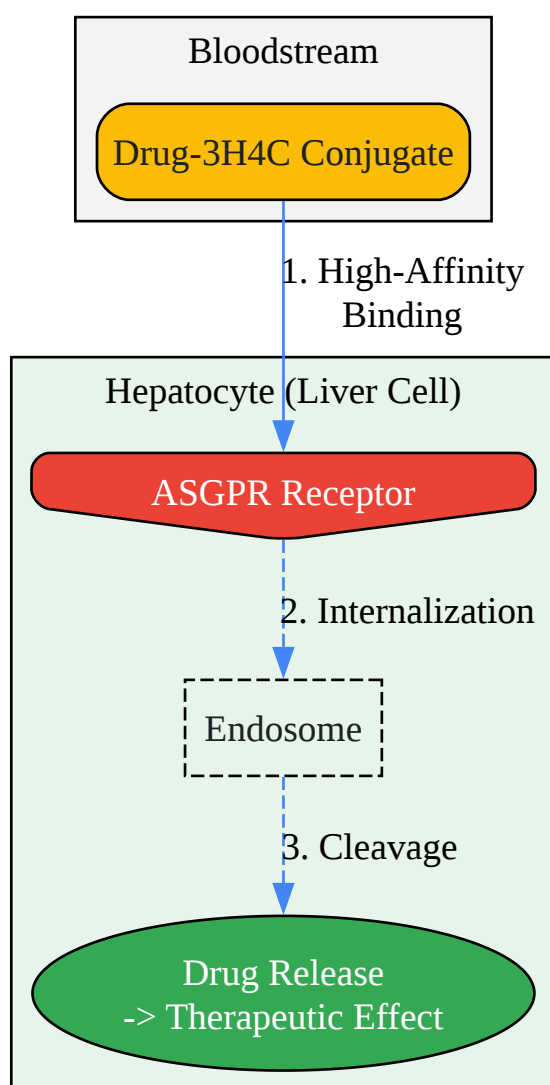 Bloodstream
Drug-3H4C Conjugate
1. High-Affinity
Binding
Hepatocyte (Liver Cell)
ASGPR Receptor
2. Internalization
Endosome
3. Cleavage
Drug Release
-> Therapeutic Effect